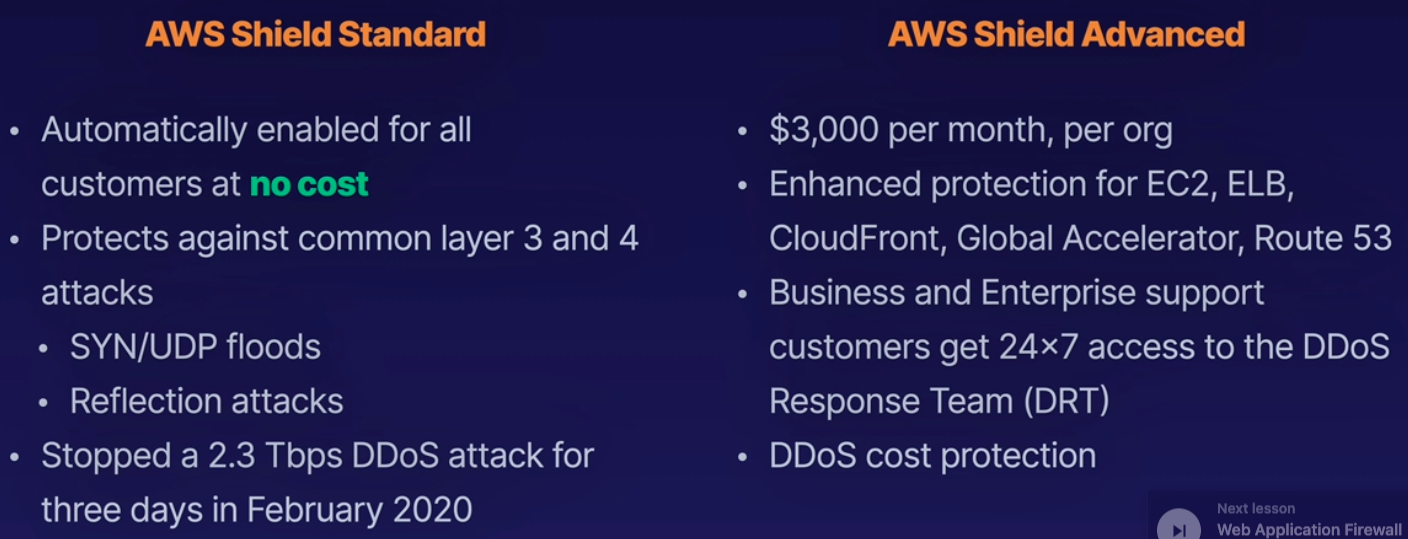 AWS Shield Standard
• Automatically enabled for all
customers at no cost
• Protects against common layer 3 and 4
attacks
• SYN/UDP floods
• Reflection attacks
• Stopped a 2.3 Tbps DDoS attack for
three days in February 2020
AWS Shield Advanced
• $3,000 per month, per org
• Enhanced protection for EC2, ELB,
CloudFront, Global Accelerator, Route 53
• Business and Enterprise support
customers get 24×7 access to the DDoS
Response Team (DRT)
• DDoS cost protection
Next lesson
Web Application Firewall